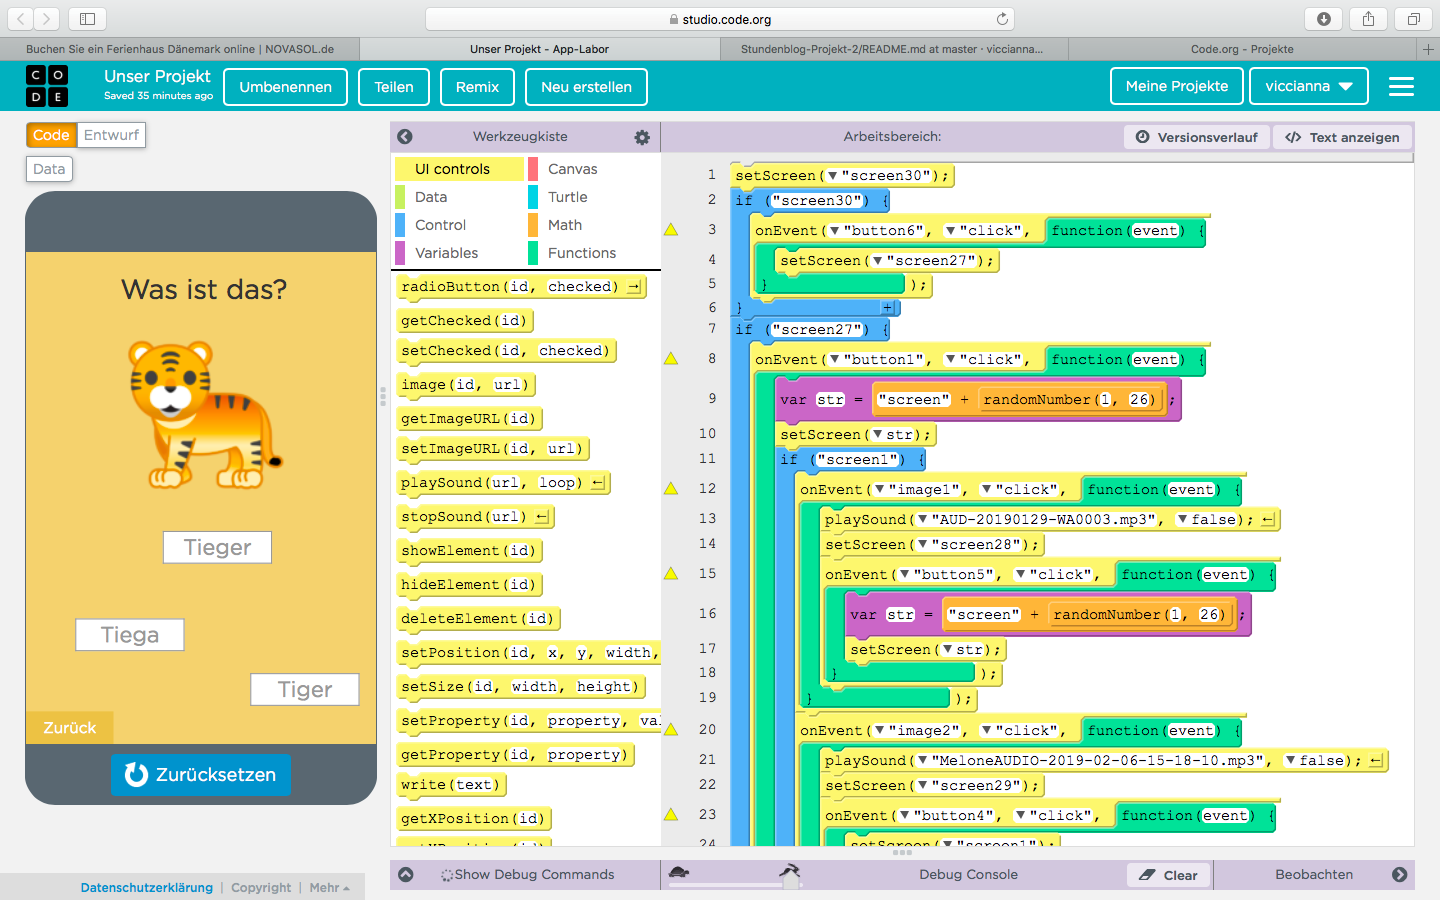 studio.code.org
Buchen Sie ein Ferienhaus Dänemark online | NOVASOL.de
Unser Projekt - App-Labor
Stundenblog-Projekt-2/README.md at master · viccianna...
Code.org - Projekte
C O
D E
Unser Projekt
Saved 35 minutes ago
Umbenennen
Teilen
Remix
Neu erstellen
Meine Projekte
viccianna
Code
Entwurf
Data
Was ist das?
Tieger
Tiega
Tiger
Zurück
Zurücksetzen
Datenschutzerklärung | Copyright | Mehr
Werkzeugkiste
UI controls
Canvas
Data
Turtle
Control
Math
Variables
Functions
radioButton(id, checked)
getChecked(id)
setChecked(id, checked)
image(id, url)
getImageURL(id)
setImageURL(id, url)
playSound(url, loop)
stopSound(url)
showElement(id)
hideElement(id)
deleteElement(id)
setPosition(id, x, y, width,
setSize(id, width, height)
setProperty(id, property, val
getProperty(id, property)
write(text)
getXPosition(id)
Arbeitsbereich:
Versionsverlauf
</> Text anzeigen
1 setScreen("screen30");
2 if ("screen30") {
3 onEvent("button6", "click", function(event) {
4 setScreen("screen27");
5 });
6 } +
7 if ("screen27") {
8 onEvent("button1", "click", function(event) {
9 var str = "screen" + randomNumber(1, 26);
10 setScreen(str);
11 if ("screen1") {
12 onEvent("image1", "click", function(event) {
13 playSound("AUD-20190129-WA0003.mp3", false);
14 setScreen("screen28");
15 onEvent("button5", "click", function(event) {
16 var str = "screen" + randomNumber(1, 26);
17 setScreen(str);
18 });
19 });
20 onEvent("image2", "click", function(event) {
21 playSound("MeloneAUDIO-2019-02-06-15-18-10.mp3", false);
22 setScreen("screen29");
23 onEvent("button4", "click", function(event) {
24 setScreen("screen1");
Show Debug Commands
Debug Console
Clear
Beobachten